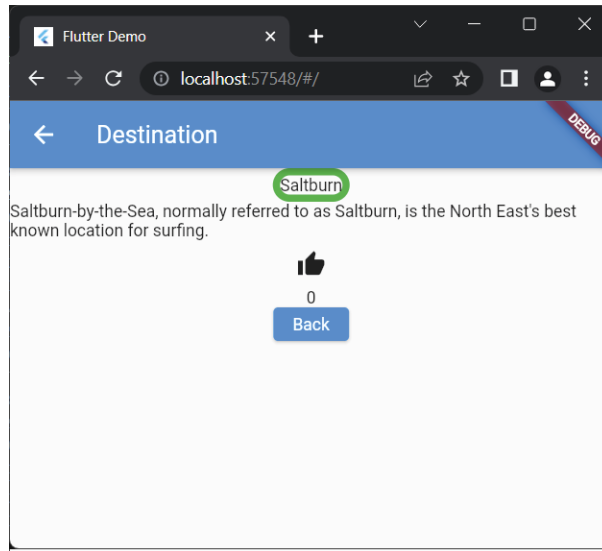 Flutter Demo
localhost:57548/#/
Destination
DEBUG
Saltburn
Saltburn-by-the-Sea, normally referred to as Saltburn, is the North East's best
known location for surfing.
0
Back